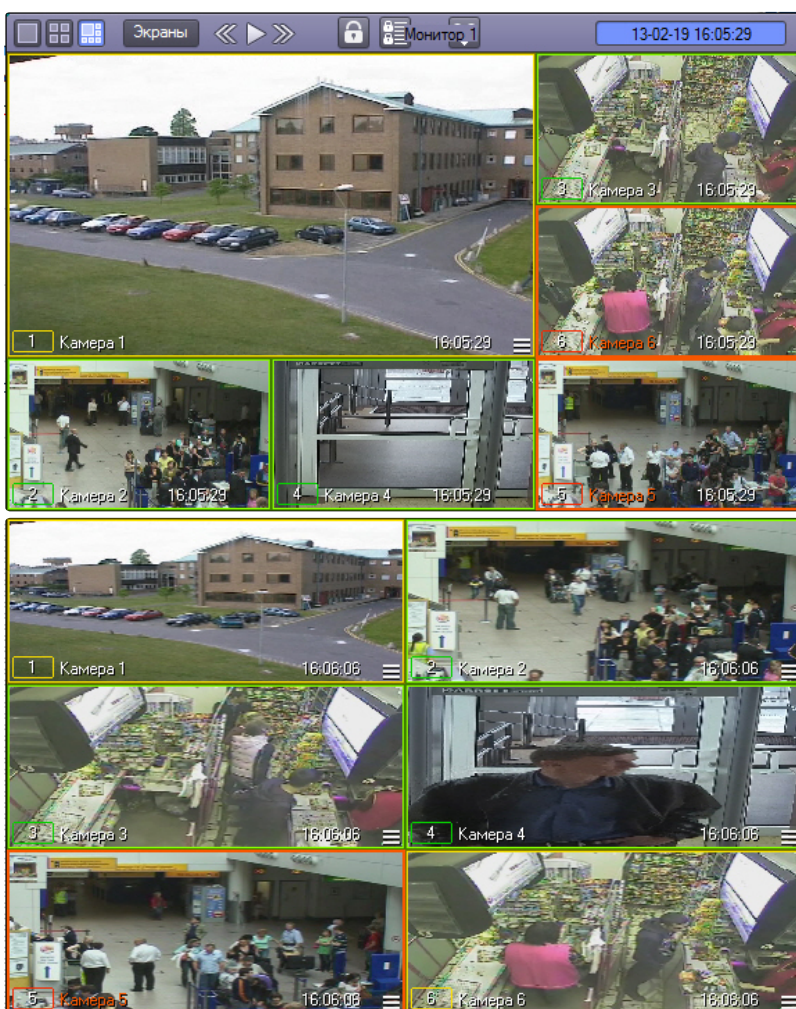 Экраны Монитор 1 13-02-19 16:05:29
3 Камера 3 16:05:29
1 Камера 1 16:05:29
6 Камера 6 16:05:29
2 Камера 2 16:05:29
4 Камера 4 16:05:29
5 Камера 5 16:05:29
1 Камера 1 16:06:06
2 Камера 2 16:06:06
3 Камера 3 16:06:06
4 Камера 4 16:06:06
5 Камера 5 16:06:06
6 Камера 6 16:06:06